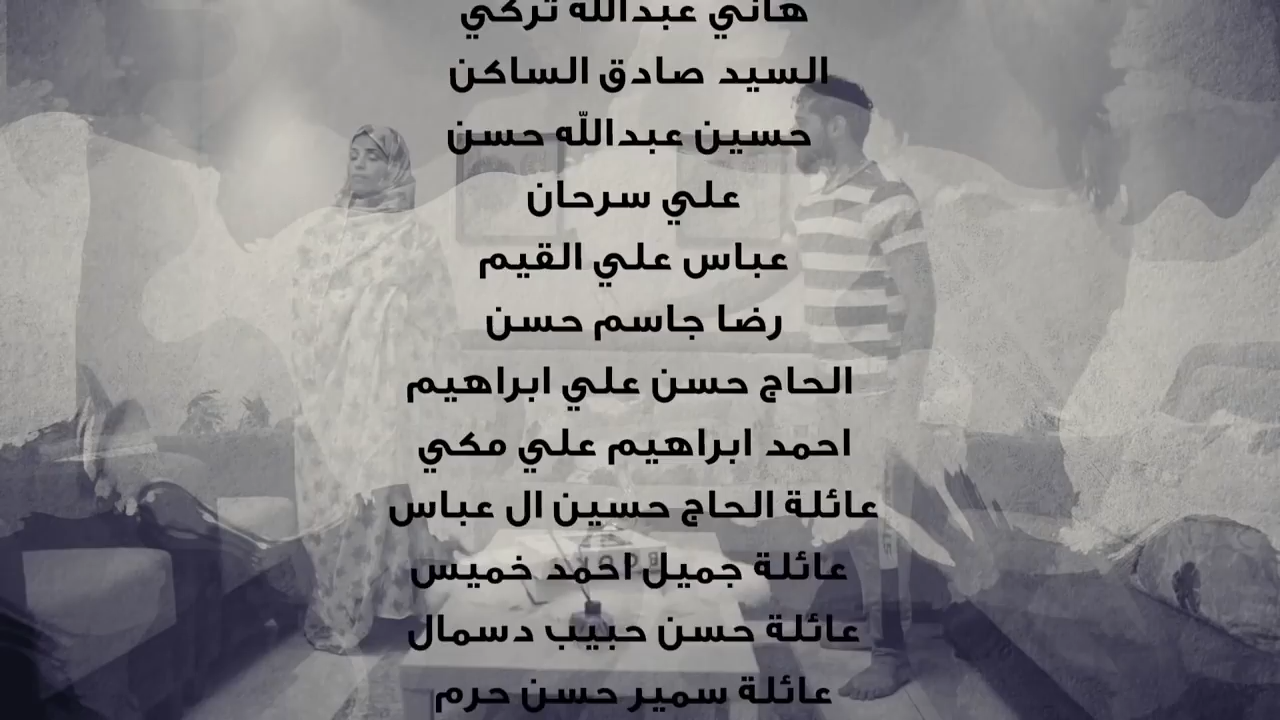 هاني عبدالله تركي
السيد صادق الساكن
حسين عبدالله حسن
علي سرحان
عباس علي القيم
رضا جاسم حسن
الحاج حسن علي ابراهيم
احمد ابراهيم علي مكي
عائلة الحاج حسين ال عباس
عائلة جميل احمد خميس
عائلة حسن حبيب دسمال
عائلة سمير حسن حرم